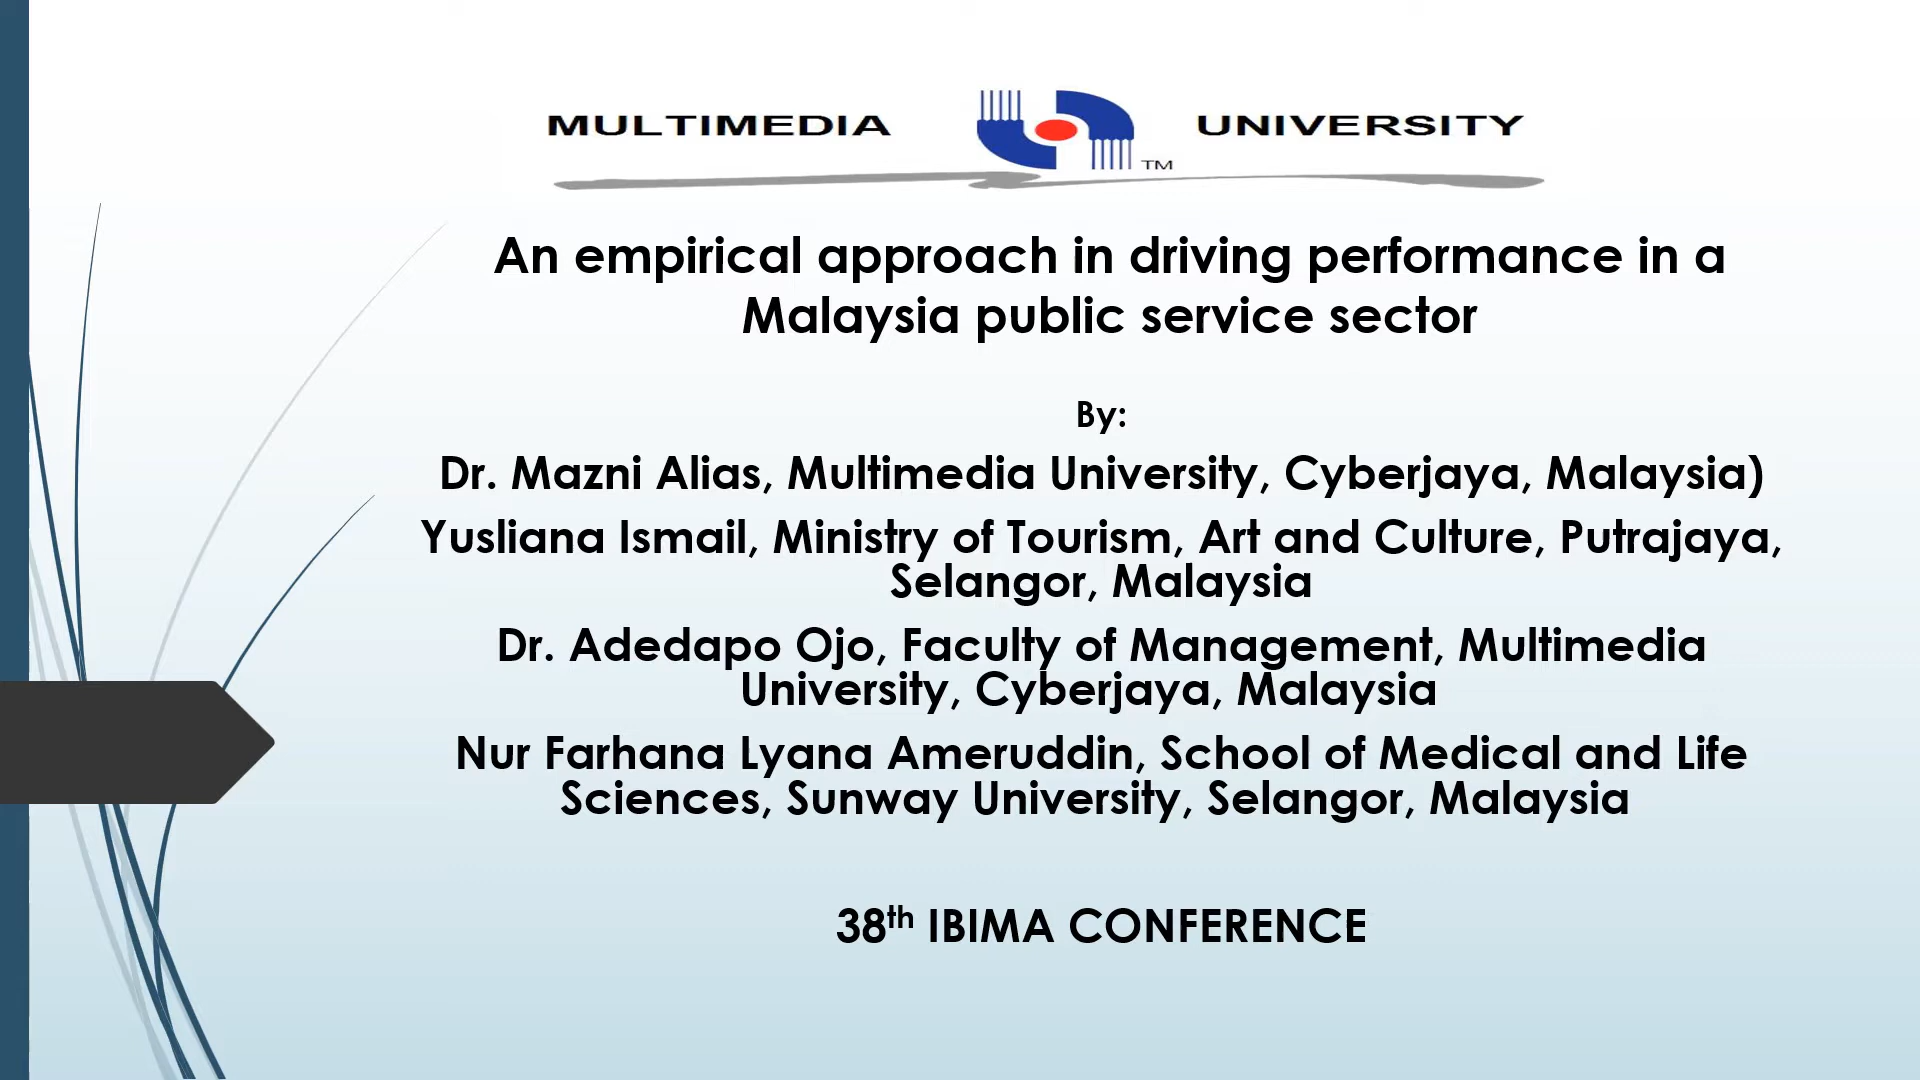 MULTIMEDIA UNIVERSITY
TM
An empirical approach in driving performance in a
Malaysia public service sector
By:
Dr. Mazni Alias, Multimedia University, Cyberjaya, Malaysia)
Yusliana Ismail, Ministry of Tourism, Art and Culture, Putrajaya,
Selangor, Malaysia
Dr. Adedapo Ojo, Faculty of Management, Multimedia
University, Cyberjaya, Malaysia
Nur Farhana Lyana Ameruddin, School of Medical and Life
Sciences, Sunway University, Selangor, Malaysia
38th IBIMA CONFERENCE